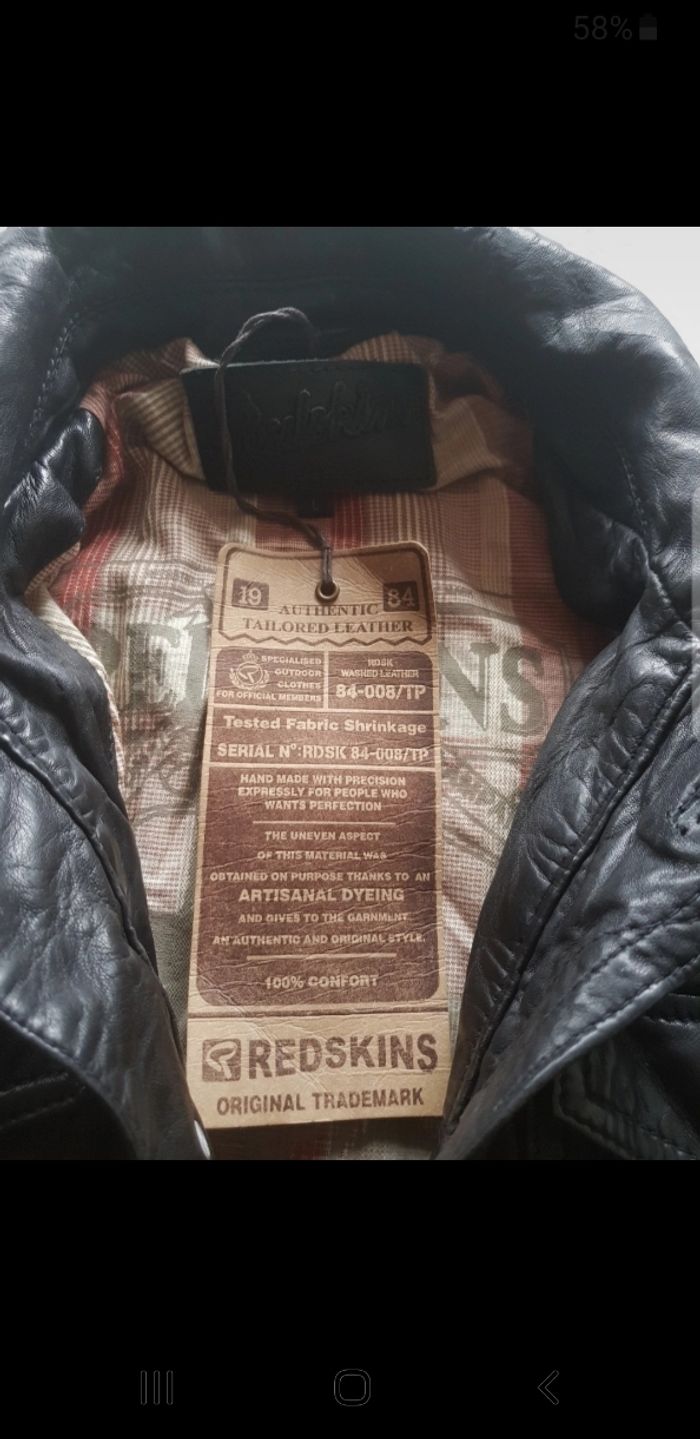 58%
Redskins
L
19 84
AUTHENTIC
TAILORED LEATHER
SPECIALISED
OUTDOOR
CLOTHES
FOR OFFICIAL MEMBERS
RDSK
WASHED LEATHER
84-008/TP
Tested Fabric Shrinkage
SERIAL N°:RDSK 84-008/TP
HAND MADE WITH PRECISION
EXPRESSLY FOR PEOPLE WHO
WANTS PERFECTION
THE UNEVEN ASPECT
OF THIS MATERIAL WAS
OBTAINED ON PURPOSE THANKS TO AN
ARTISANAL DYEING
AND GIVES TO THE GARNMENT
AN AUTHENTIC AND ORIGINAL STYLE.
100% CONFORT
REDSKINS
ORIGINAL TRADEMARK